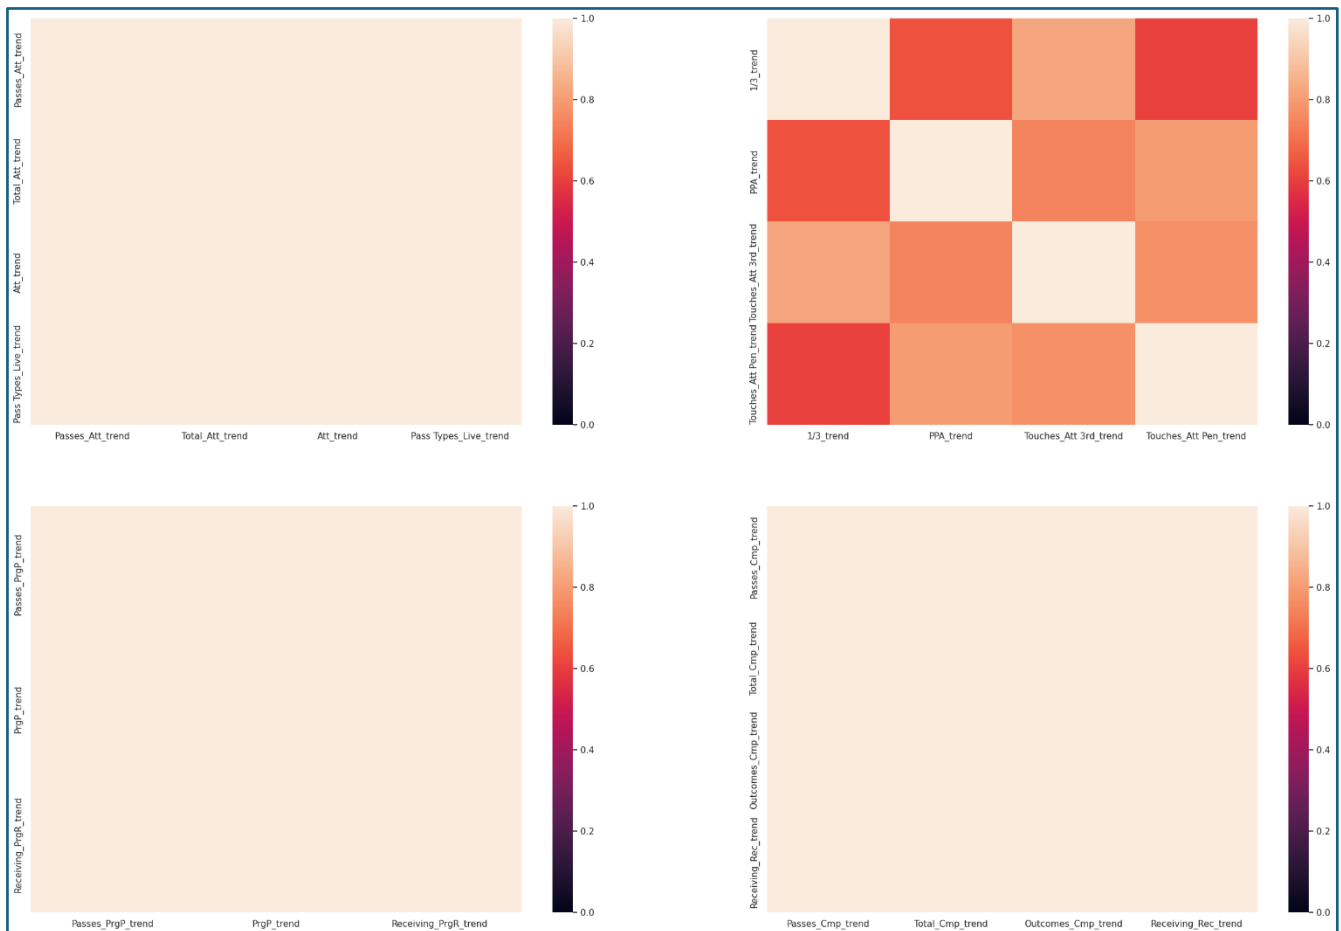 Passes_Att_trend
Total_Att_trend
Att_trend
Pass Types_Live_trend
Passes_Att_trend Total_Att_trend Att_trend Pass Types_Live_trend
1.0
0.8
0.6
0.4
0.2
0.0
1/3_trend
PPA_trend
Touches_Att 3rd_trend
Touches_Att Pen_trend
1/3_trend PPA_trend Touches_Att 3rd_trend Touches_Att Pen_trend
1.0
0.8
0.6
0.4
0.2
0.0
Passes_PrgP_trend
PrgP_trend
Receiving_PrgR_trend
Passes_PrgP_trend PrgP_trend Receiving_PrgR_trend
1.0
0.8
0.6
0.4
0.2
0.0
Passes_Cmp_trend
Total_Cmp_trend
Outcomes_Cmp_trend
Receiving_Rec_trend
Passes_Cmp_trend Total_Cmp_trend Outcomes_Cmp_trend Receiving_Rec_trend
1.0
0.8
0.6
0.4
0.2
0.0